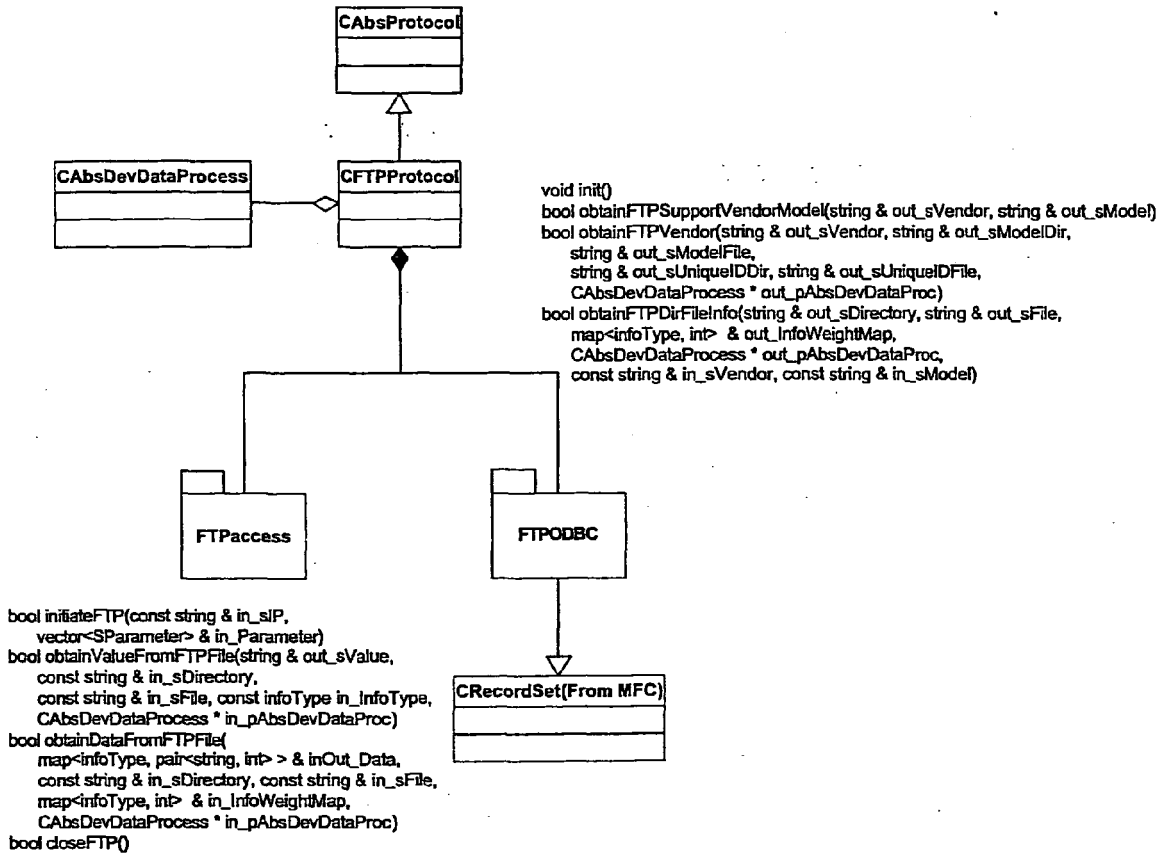 CAbsProtocol
CAbsDevDataProcess
CFTPProtocol
void init()
bool obtainFTPSupportVendorModel(string & out_sVendor, string & out_sModel)
bool obtainFTPVendor(string & out_sVendor, string & out_sModelDir,
string & out_sModelFile,
string & out_sUniqueIDDir, string & out_sUniqueIDFile,
CAbsDevDataProcess * out_pAbsDevDataProc)
bool obtainFTPDirFileInfo(string & out_sDirectory, string & out_sFile,
map<infoType, int> & out_InfoWeightMap,
CAbsDevDataProcess * out_pAbsDevDataProc,
const string & in_sVendor, const string & in_sModel)
FTPaccess
FTPODBC
bool initiateFTP(const string & in_sIP,
vector<SParameter> & in_Parameter)
bool obtainValueFromFTPFile(string & out_sValue,
const string & in_sDirectory,
const string & in_sFile, const infoType in_InfoType,
CAbsDevDataProcess * in_pAbsDevDataProc)
bool obtainDataFromFTPFile(
map<infoType, pair<string, int> > & inOut_Data,
const string & in_sDirectory, const string & in_sFile,
map<infoType, int> & in_InfoWeightMap,
CAbsDevDataProcess * in_pAbsDevDataProc)
bool closeFTP()
CRecordSet(From MFC)